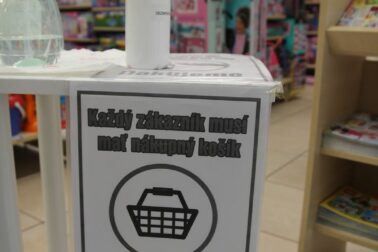 Každý zákazník musí
mať nákupný košík